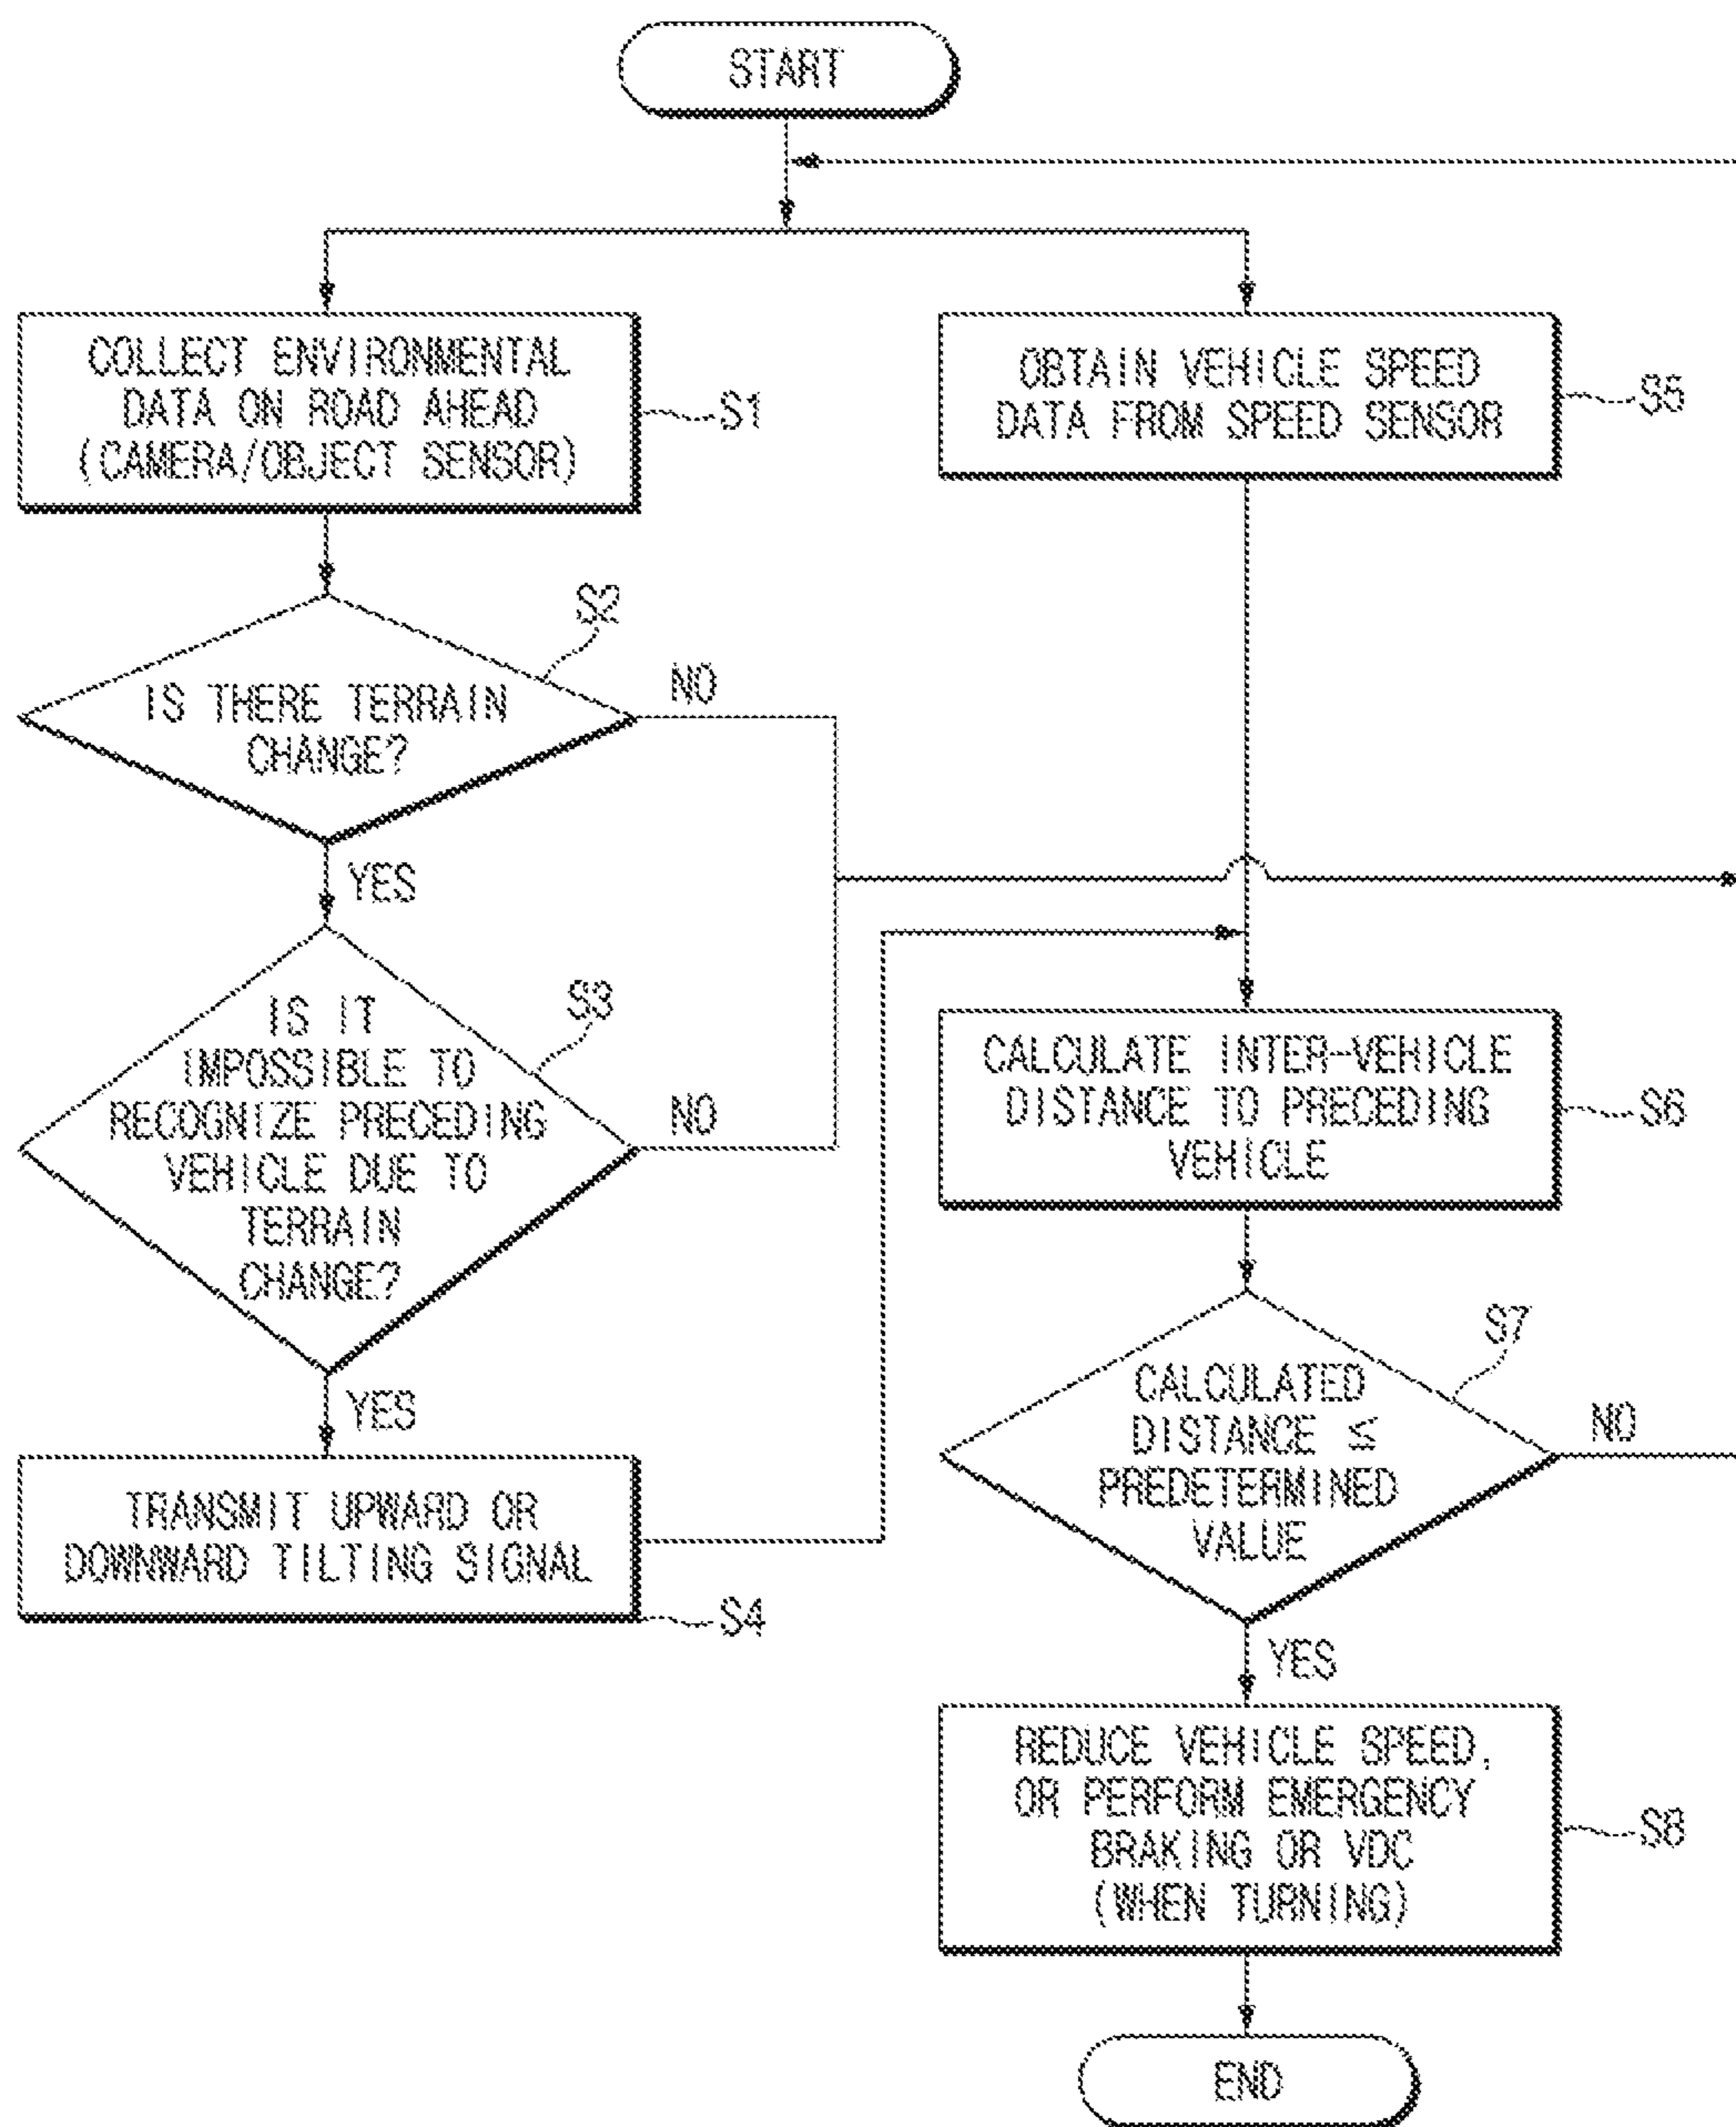 START
COLLECT ENVIRONMENTAL
DATA ON ROAD AHEAD
(CAMERA/OBJECT SENSOR)
S1
OBTAIN VEHICLE SPEED
DATA FROM SPEED SENSOR
S5
S2
IS THERE TERRAIN
CHANGE?
NO
YES
S3
IS IT
IMPOSSIBLE TO
RECOGNIZE PRECEDING
VEHICLE DUE TO
TERRAIN
CHANGE?
NO
YES
TRANSMIT UPWARD OR
DOWNWARD TILTING SIGNAL
S4
CALCULATE INTER-VEHICLE
DISTANCE TO PRECEDING
VEHICLE
S6
S7
CALCULATED
DISTANCE ≦
PREDETERMINED
VALUE
NO
YES
REDUCE VEHICLE SPEED,
OR PERFORM EMERGENCY
BRAKING OR VDC
(WHEN TURNING)
S8
END